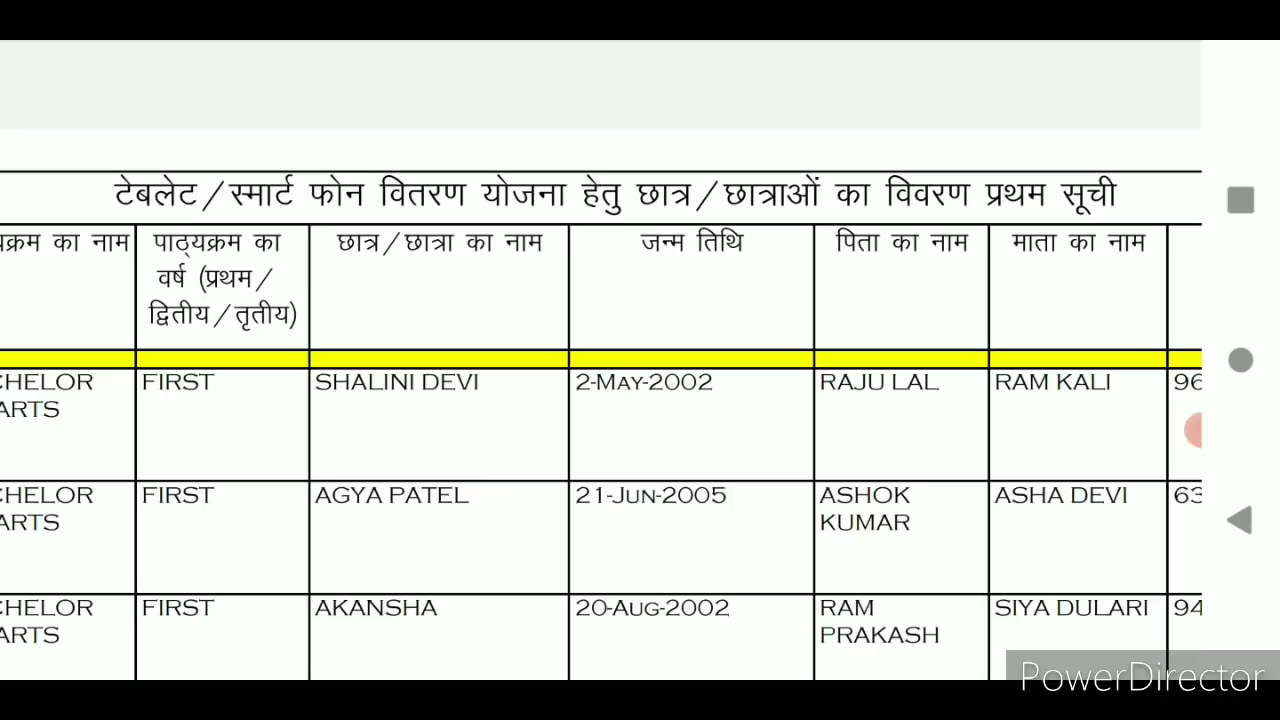 टेबलेट/स्मार्ट फोन वितरण योजना हेतु छात्र/छात्राओं का विवरण प्रथम सूची
यक्रम का नाम
पाठ्यक्रम का
वर्ष (प्रथम/
द्वितीय/तृतीय)
छात्र/छात्रा का नाम
जन्म तिथि
पिता का नाम
माता का नाम
CHELOR
ARTS
FIRST
SHALINI DEVI
2-MAY-2002
RAJU LAL
RAM KALI
96
CHELOR
ARTS
FIRST
AGYA PATEL
21-JUN-2005
ASHOK
KUMAR
ASHA DEVI
63
CHELOR
ARTS
FIRST
AKANSHA
20-AUG-2002
RAM
PRAKASH
SIYA DULARI
94
PowerDirector